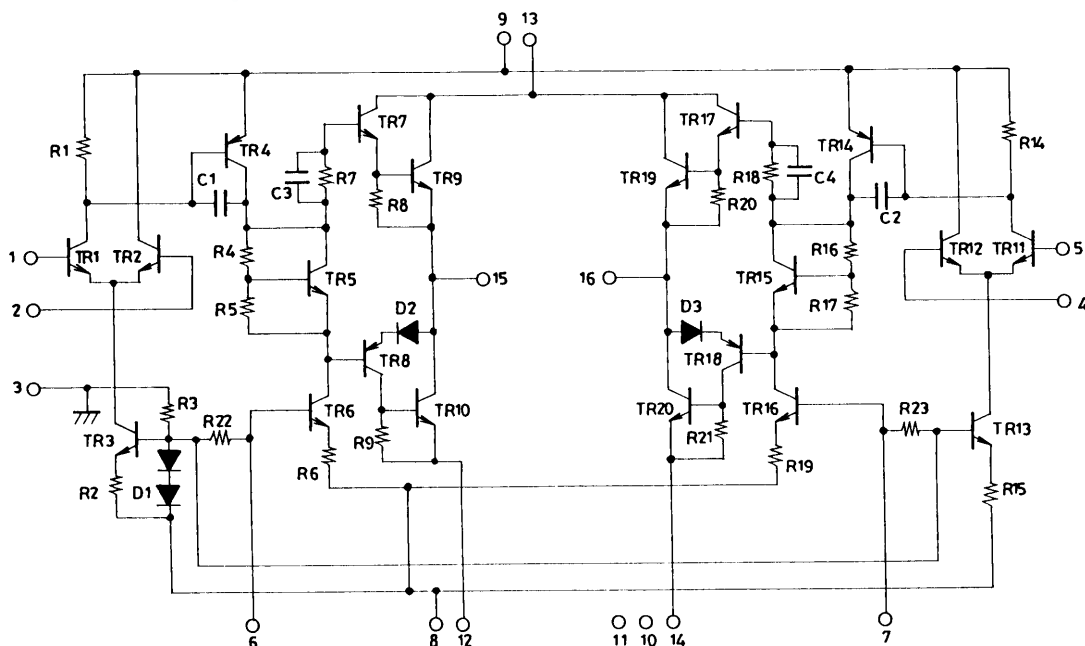 9 13
R1
TR4
C1
TR7
C3
R7
R8
TR9
TR17
TR19
R18
R20
C4
TR14
C2
R14
1
TR1
TR2
R4
TR5
R5
2
15
16
TR15
R16
R17
TR12
TR11
5
4
D2
TR8
D3
TR18
3
R3
R22
TR6
TR10
R9
R6
TR3
R2
D1
TR20
R21
TR16
R19
R23
TR13
R15
6
8
12
11
10
14
7